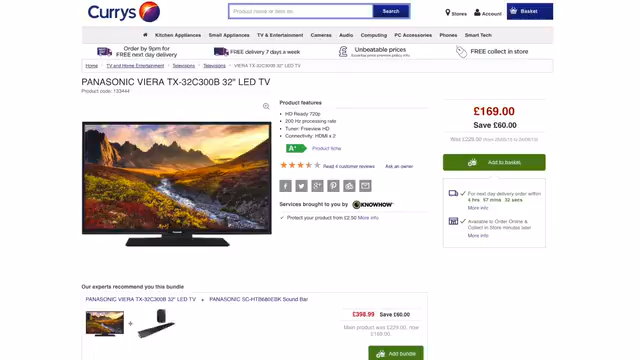 Currys
Product name or item no.
Search
Stores
Account
Basket
Kitchen Appliances
Small Appliances
TV & Entertainment
Cameras
Audio
Computing
PC Accessories
Phones
Smart Tech
Order by 9pm for
FREE next day delivery
FREE delivery 7 days a week
Unbeatable prices
FREE collect in store
Home
TV and Home Entertainment
Televisions
Televisions
VIERA TX-32C300B 32" LED TV
PANASONIC VIERA TX-32C300B 32" LED TV
Product code: 133444
Product features
• HD Ready 720p
• 200 Hz processing rate
• Tuner: Freeview HD
• Connectivity: HDMI x 2
A+
Product fiche
Read 4 customer reviews
Ask an owner
Services brought to you by KNOWHOW
Protect your product from £2.50 More info
£169.00
Save £60.00
Was £229.00
Add to basket
For next day delivery order within
4 hrs 57 mins 32 secs
More info
Available to Order Online &
Collect in Store minutes later
More info
Our experts recommend you this bundle
PANASONIC VIERA TX-32C300B 32" LED TV + PANASONIC SC-HTB680EBK Sound Bar
£398.99 Save £60.00
Main product was £229.00, now
£169.00.
Add bundle